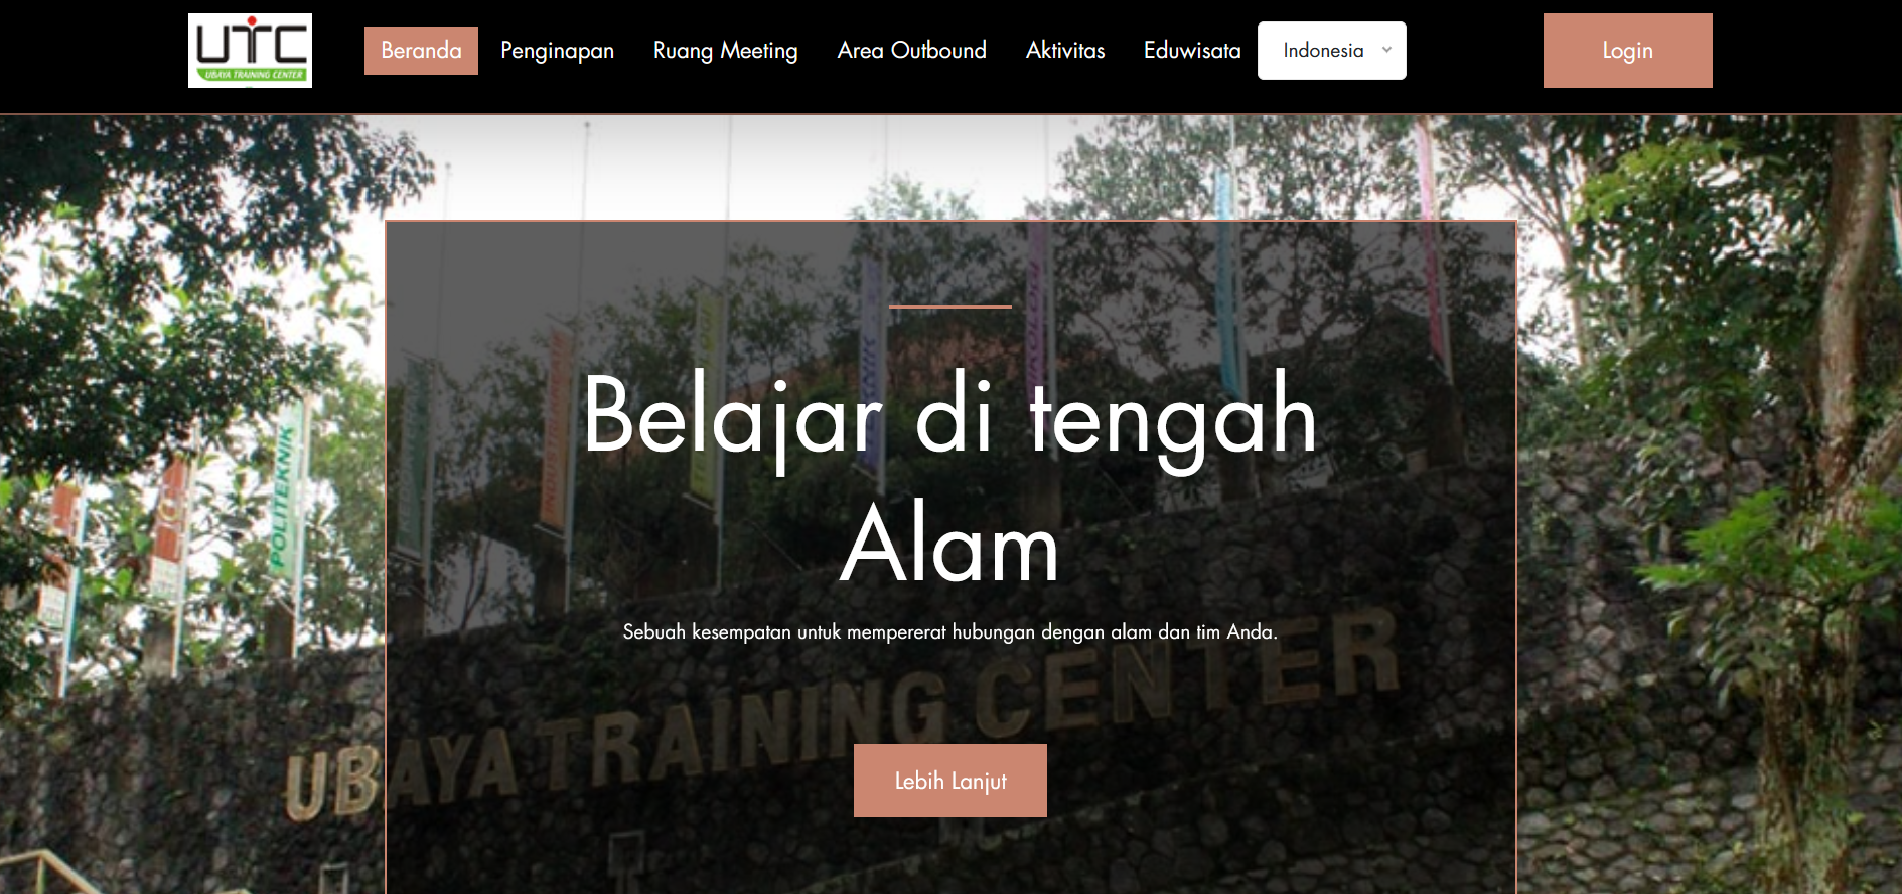 UTC
UBAYA TRAINING CENTER
Beranda
Penginapan
Ruang Meeting
Area Outbound
Aktivitas
Eduwisata
Indonesia
Login
Belajar di tengah
Alam
Sebuah kesempatan untuk mempererat hubungan dengan alam dan tim Anda.
POLITEKNIK
UBAYA TRAINING CENTER
Lebih Lanjut